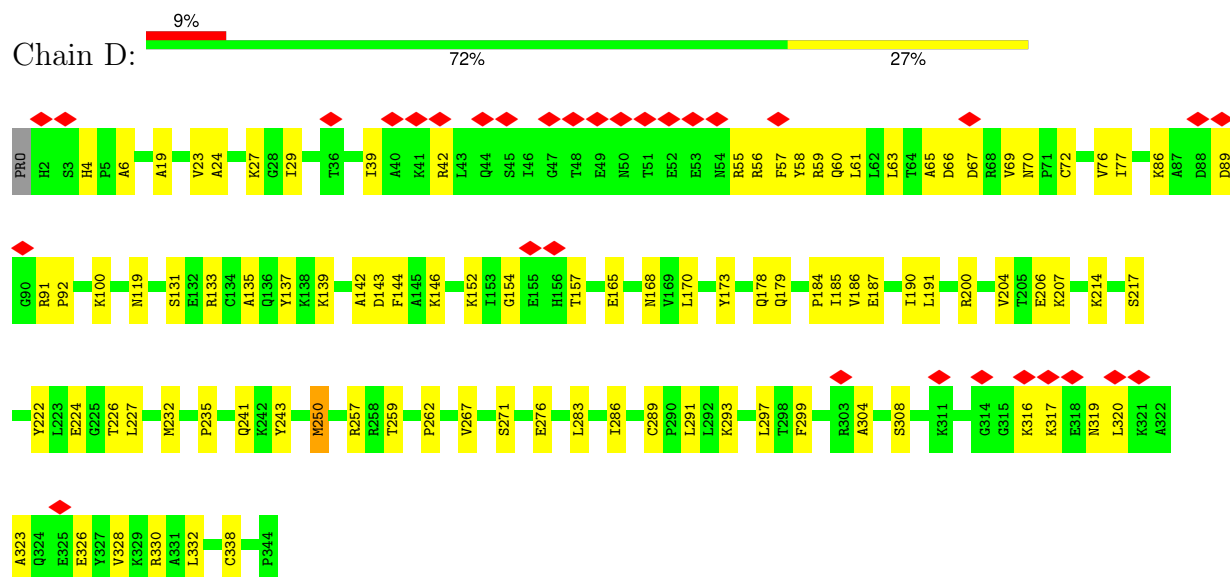 9%
Chain D:
72% 27%
PRO H2 S3 H4 P5 A6 A19 V23 A24 K27 G28 I29 T36 I39 A40 K41 R42 L43 Q44 S45 I46 G47 T48 E49 N50 T51 E52 E53 N54 R55 R56 F57 Y58 R59 Q60 L61 L62 L63 T64 A65 D66 D67 R68 V69 N70 P71 C72 V76 I77 K86 A87 D88 D89
G90 R91 P92 K100 N119 S131 E132 R133 C134 A135 Q136 Y137 K138 K139 A142 D143 F144 A145 K146 K152 I153 G154 E155 H156 T157 E165 N168 V169 L170 Y173 Q178 Q179 P184 I185 V186 E187 I190 L191 R200 V204 T205 E206 K207 K214 S217
Y222 L223 E224 G225 T226 L227 M232 P235 Q241 K242 Y243 M250 R257 R258 T259 P262 V267 S271 E276 L283 I286 C289 P290 L291 L292 K293 L297 T298 F299 R303 A304 S308 K311 G314 G315 K316 K317 E318 N319 L320 K321 A322
A323 Q324 E325 E326 Y327 V328 K329 R330 A331 L332 C338 P344